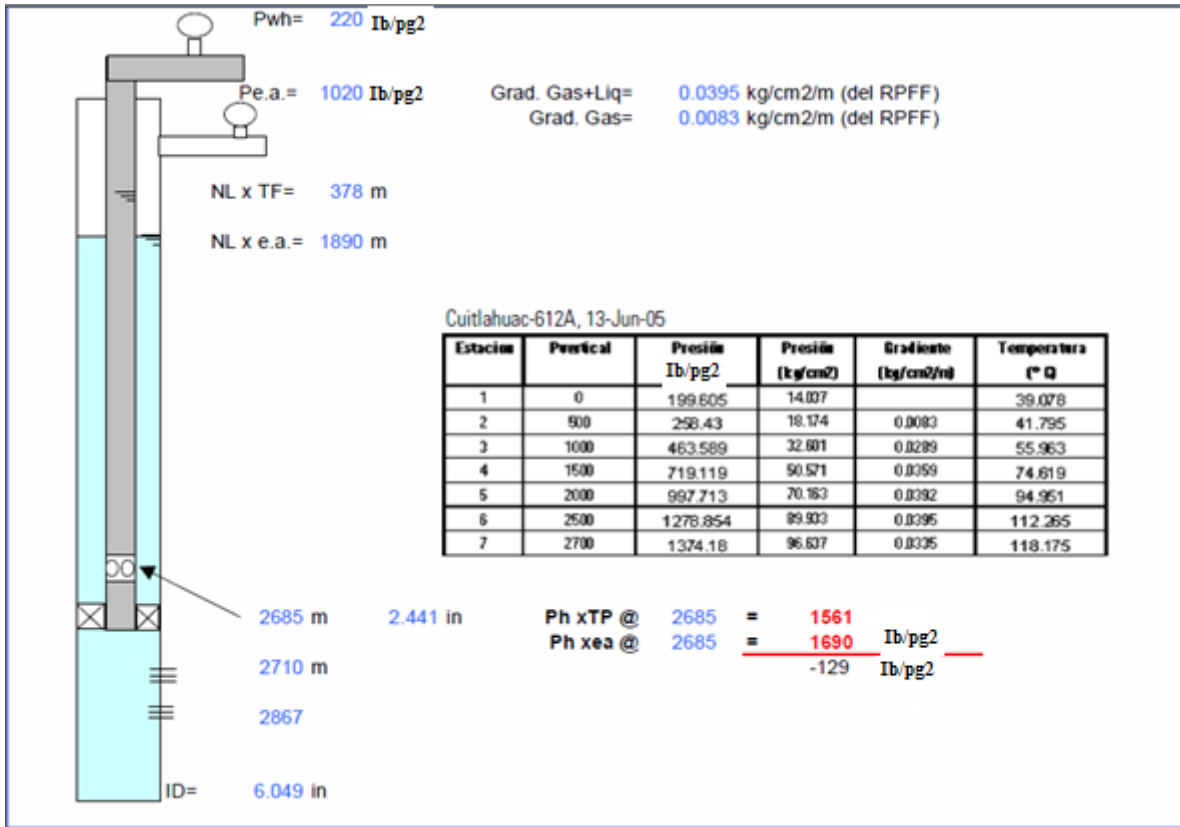 Pwh= 220 Ib/pg2
Pe.a.= 1020 Ib/pg2
Grad. Gas+Liq= 0.0395 kg/cm2/m (del RPFF)
Grad. Gas= 0.0083 kg/cm2/m (del RPFF)
NL x TF= 378 m
NL x e.a.= 1890 m
Cuitlahuac-612A, 13-Jun-05
Estacion Pvertical Presión Presión Gradiente Temperatura
Ib/pg2 (kg/cm2) (kg/cm2/m) (° C)
1 0 199.605 14.037 39.078
2 500 258.43 18.174 0.0083 41.795
3 1000 463.589 32.601 0.0289 55.963
4 1500 719.119 50.571 0.0359 74.619
5 2000 997.713 70.163 0.0392 94.951
6 2500 1278.854 89.933 0.0395 112.265
7 2700 1374.18 96.637 0.0335 118.175
2685 m 2.441 in
Ph xTP @ 2685 = 1561
Ph xea @ 2685 = 1690 Ib/pg2
-129 Ib/pg2
2710 m
2867
ID= 6.049 in